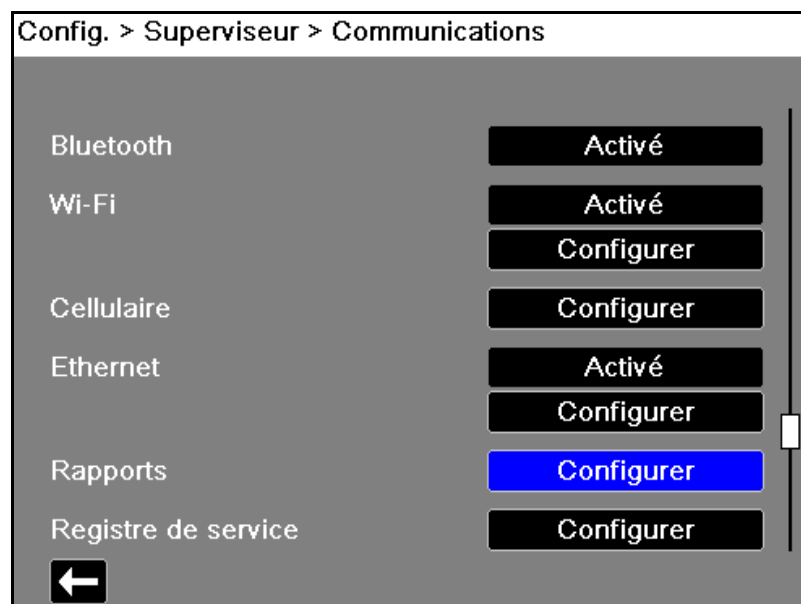 Config. > Superviseur > Communications
Bluetooth Activé
Wi-Fi Activé
Configurer
Cellulaire Configurer
Ethernet Activé
Configurer
Rapports Configurer
Registre de service Configurer